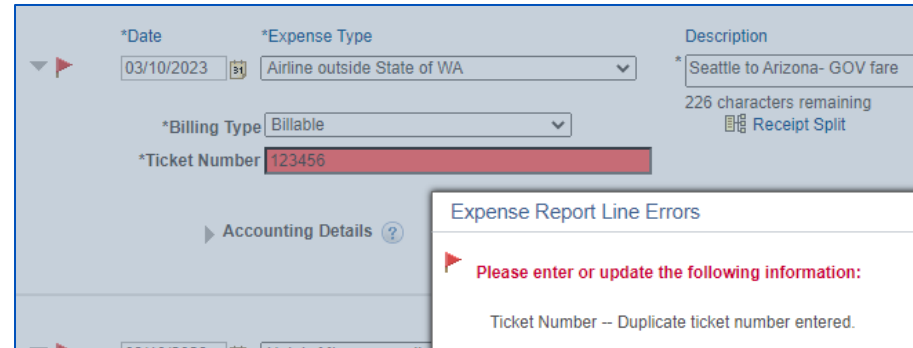 *Date *Expense Type Description
03/10/2023 31 Airline outside State of WA * Seattle to Arizona- GOV fare
226 characters remaining
*Billing Type Billable Receipt Split
*Ticket Number 123456
Expense Report Line Errors
Accounting Details ?
Please enter or update the following information:
Ticket Number -- Duplicate ticket number entered.